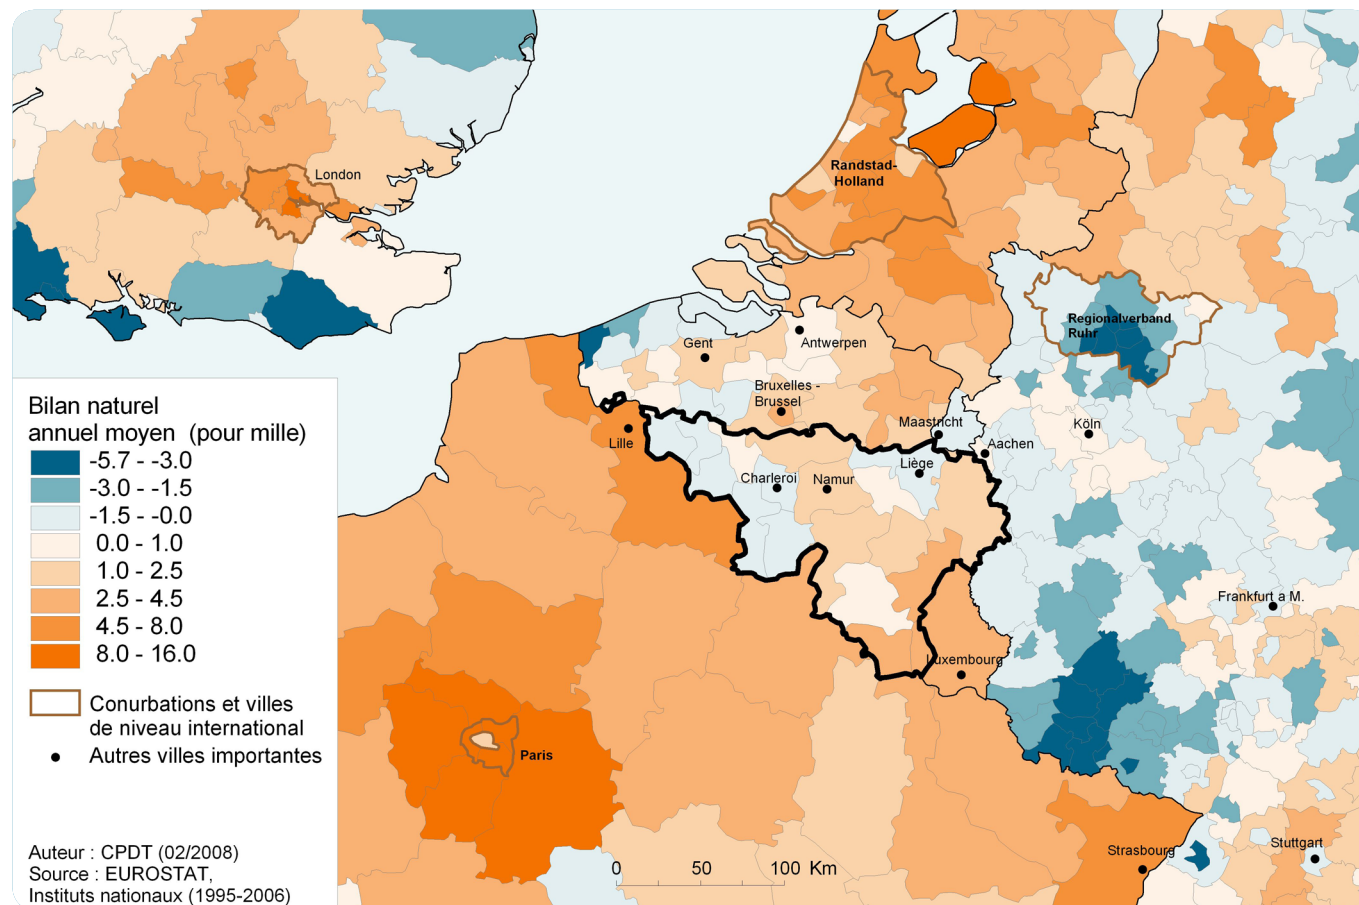 London
Randstad-
Holland
Regionalverband
Ruhr
Gent
Antwerpen
Bruxelles -
Brussel
Maastricht
Aachen
Köln
Lille
Charleroi
Namur
Liège
Frankfurt a M.
Luxembourg
Paris
Strasbourg
Stuttgart
Bilan naturel
annuel moyen (pour mille)
-5.7 - -3.0
-3.0 - -1.5
-1.5 - -0.0
0.0 - 1.0
1.0 - 2.5
2.5 - 4.5
4.5 - 8.0
8.0 - 16.0
Conurbations et villes
de niveau international
Autres villes importantes
Auteur : CPDT (02/2008)
Source : EUROSTAT,
Instituts nationaux (1995-2006)
0 50 100 Km